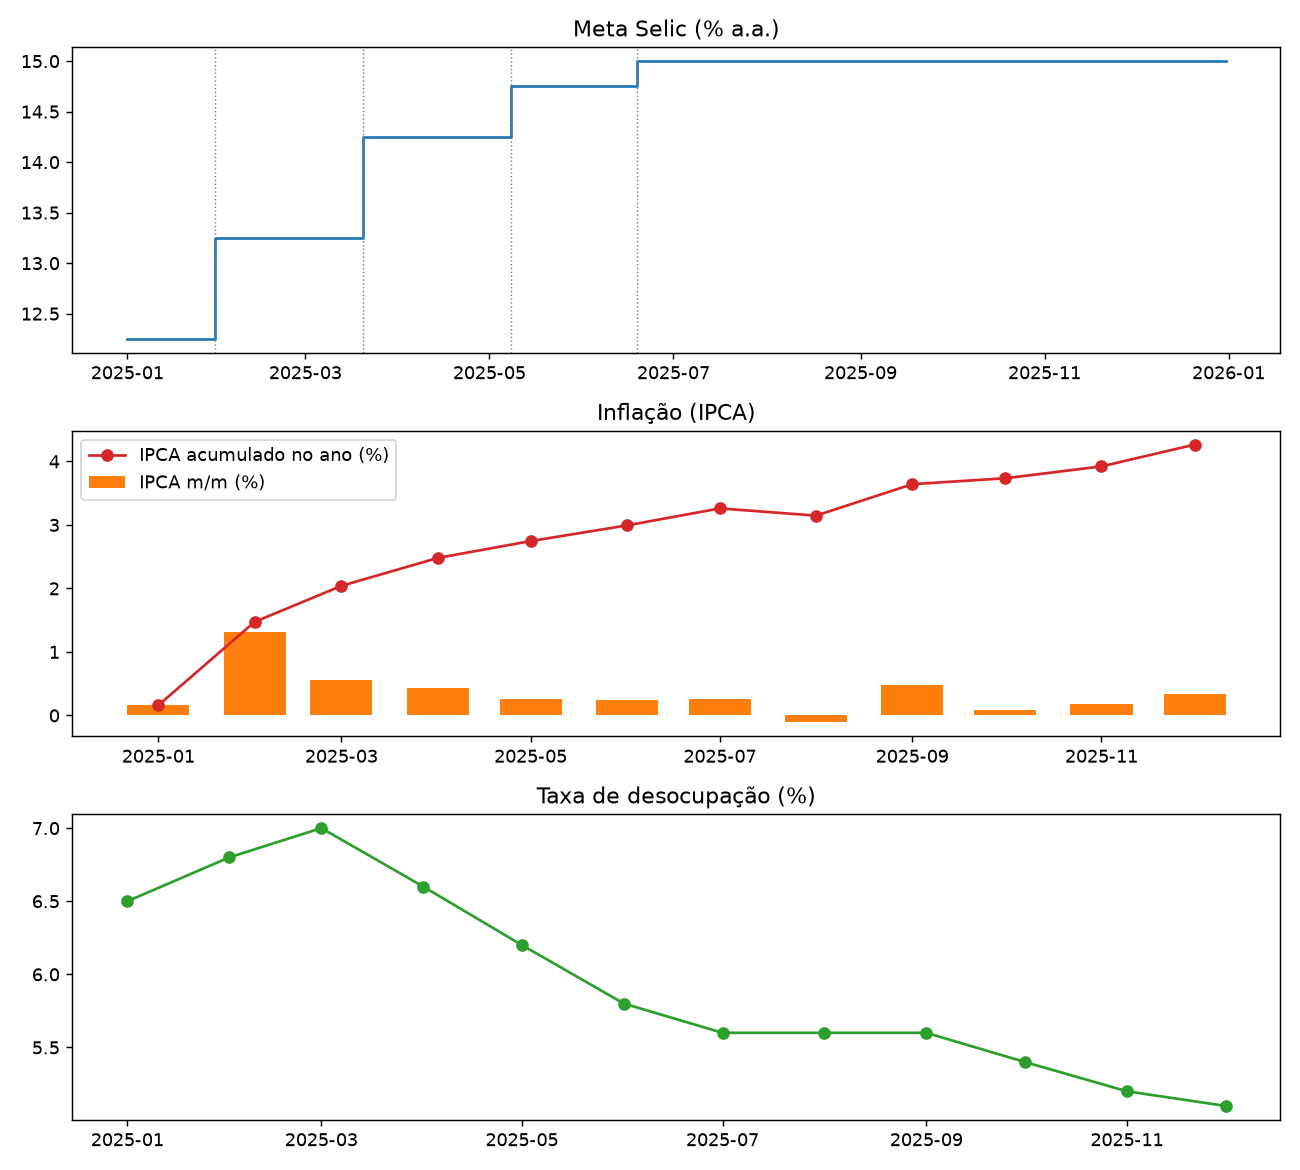 Meta Selic (% a.a.)
15.0
14.5
14.0
13.5
13.0
12.5
2025-01 2025-03 2025-05 2025-07 2025-09 2025-11 2026-01
Inflação (IPCA)
IPCA acumulado no ano (%)
IPCA m/m (%)
4
3
2
1
0
2025-01 2025-03 2025-05 2025-07 2025-09 2025-11
Taxa de desocupação (%)
7.0
6.5
6.0
5.5
2025-01 2025-03 2025-05 2025-07 2025-09 2025-11